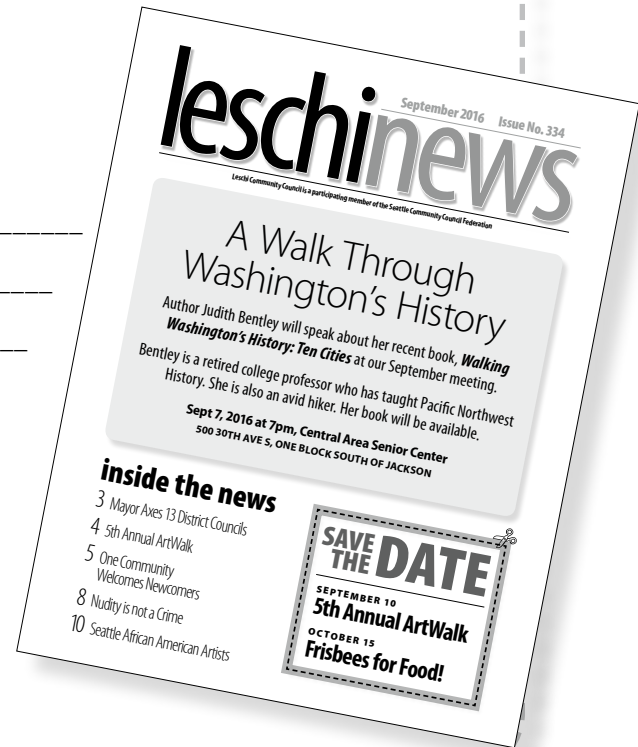 September 2016 Issue No. 334
leschinews
Leschi Community Council is a participating member of the Seattle Community Council Federation
A Walk Through
Washington's History
Author Judith Bentley will speak about her recent book, Walking
Washington's History: Ten Cities at our September meeting.
Bentley is a retired college professor who has taught Pacific Northwest
History. She is also an avid hiker. Her book will be available.
Sept 7, 2016 at 7pm, Central Area Senior Center
500 30TH AVE S, ONE BLOCK SOUTH OF JACKSON
inside the news
3 Mayor Axes 13 District Councils
4 5th Annual ArtWalk
5 One Community
Welcomes Newcomers
8 Nudity is not a Crime
10 Seattle African American Artists
SAVE
THE DATE
SEPTEMBER 10
5th Annual ArtWalk
OCTOBER 15
Frisbees for Food!